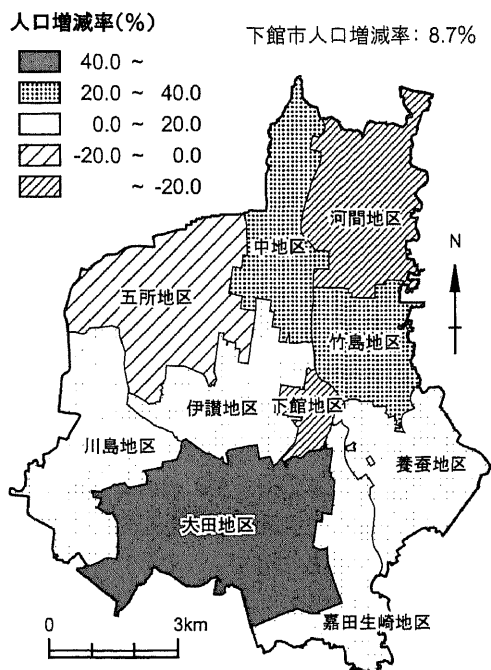 人口増減率(%)
下館市人口増減率: 8.7%
40.0 ~
20.0 ~ 40.0
0.0 ~ 20.0
-20.0 ~ 0.0
~ -20.0
河間地区
中地区
N
五所地区
竹島地区
伊讃地区
下館地区
川島地区
養蚕地区
大田地区
嘉田生崎地区
0 3km